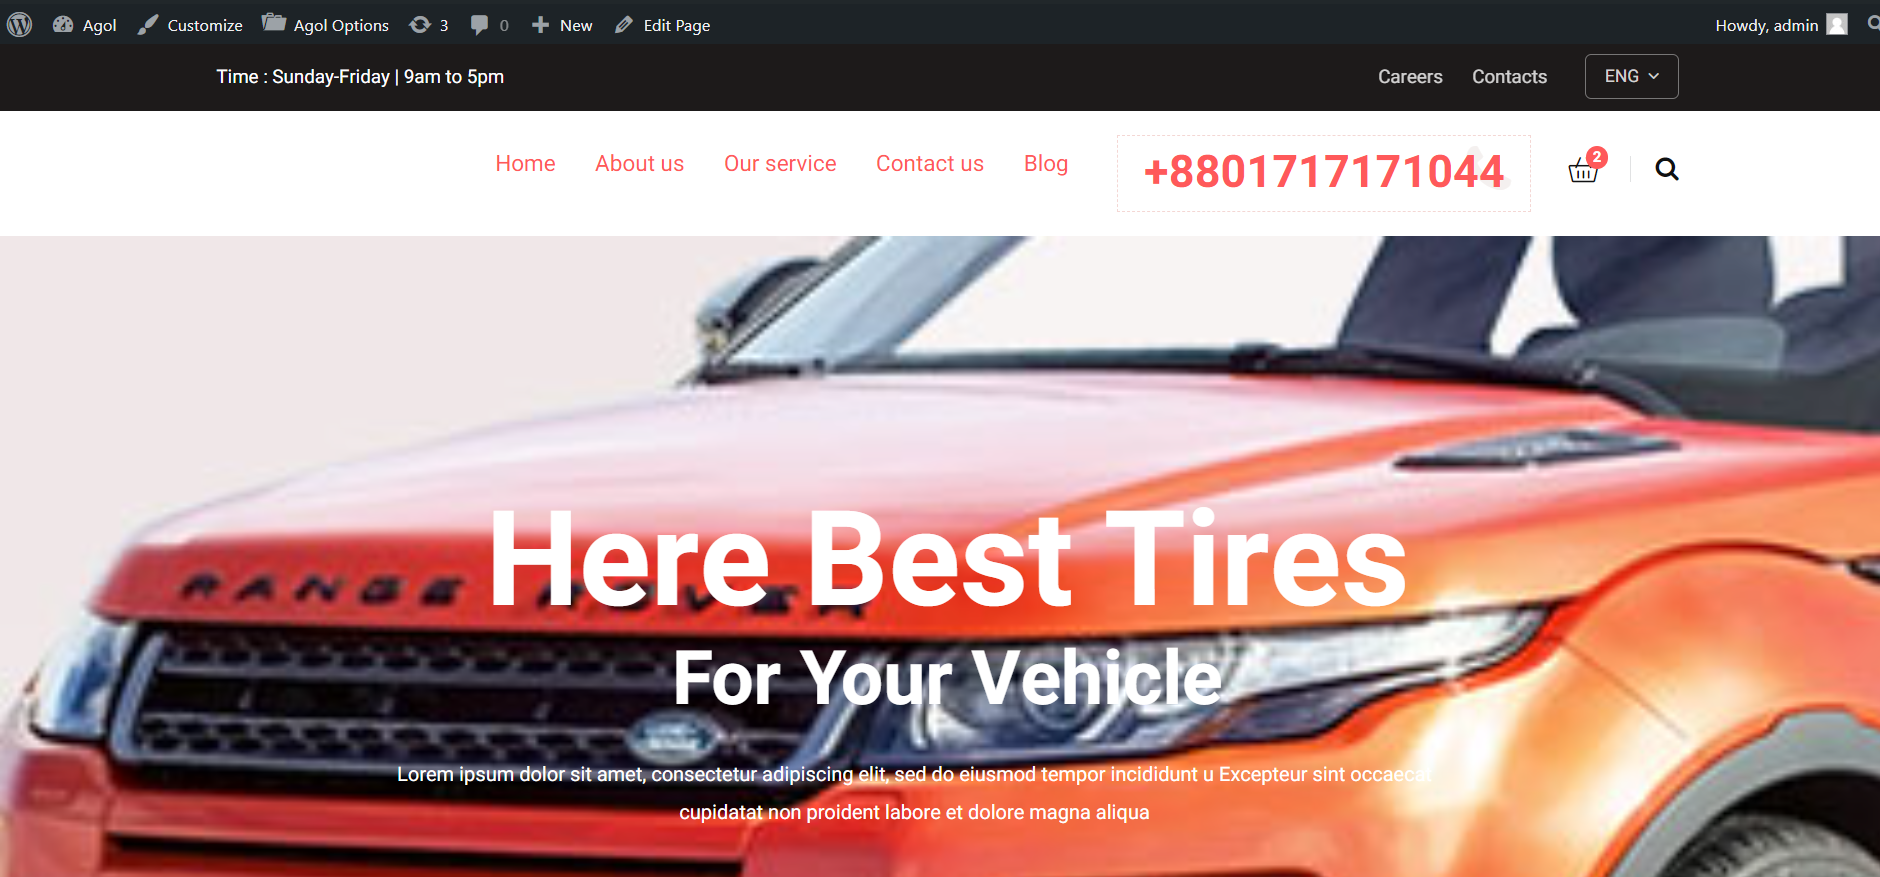 Agol Customize Agol Options 3 0 New Edit Page Howdy, admin
Time : Sunday-Friday | 9am to 5pm Careers Contacts ENG
Home About us Our service Contact us Blog +8801717171044 2
Here Best Tires
RANGE ROVER
For Your Vehicle
Lorem ipsum dolor sit amet, consectetur adipiscing elit, sed do eiusmod tempor incididunt u Excepteur sint occaecat
cupidatat non proident labore et dolore magna aliqua